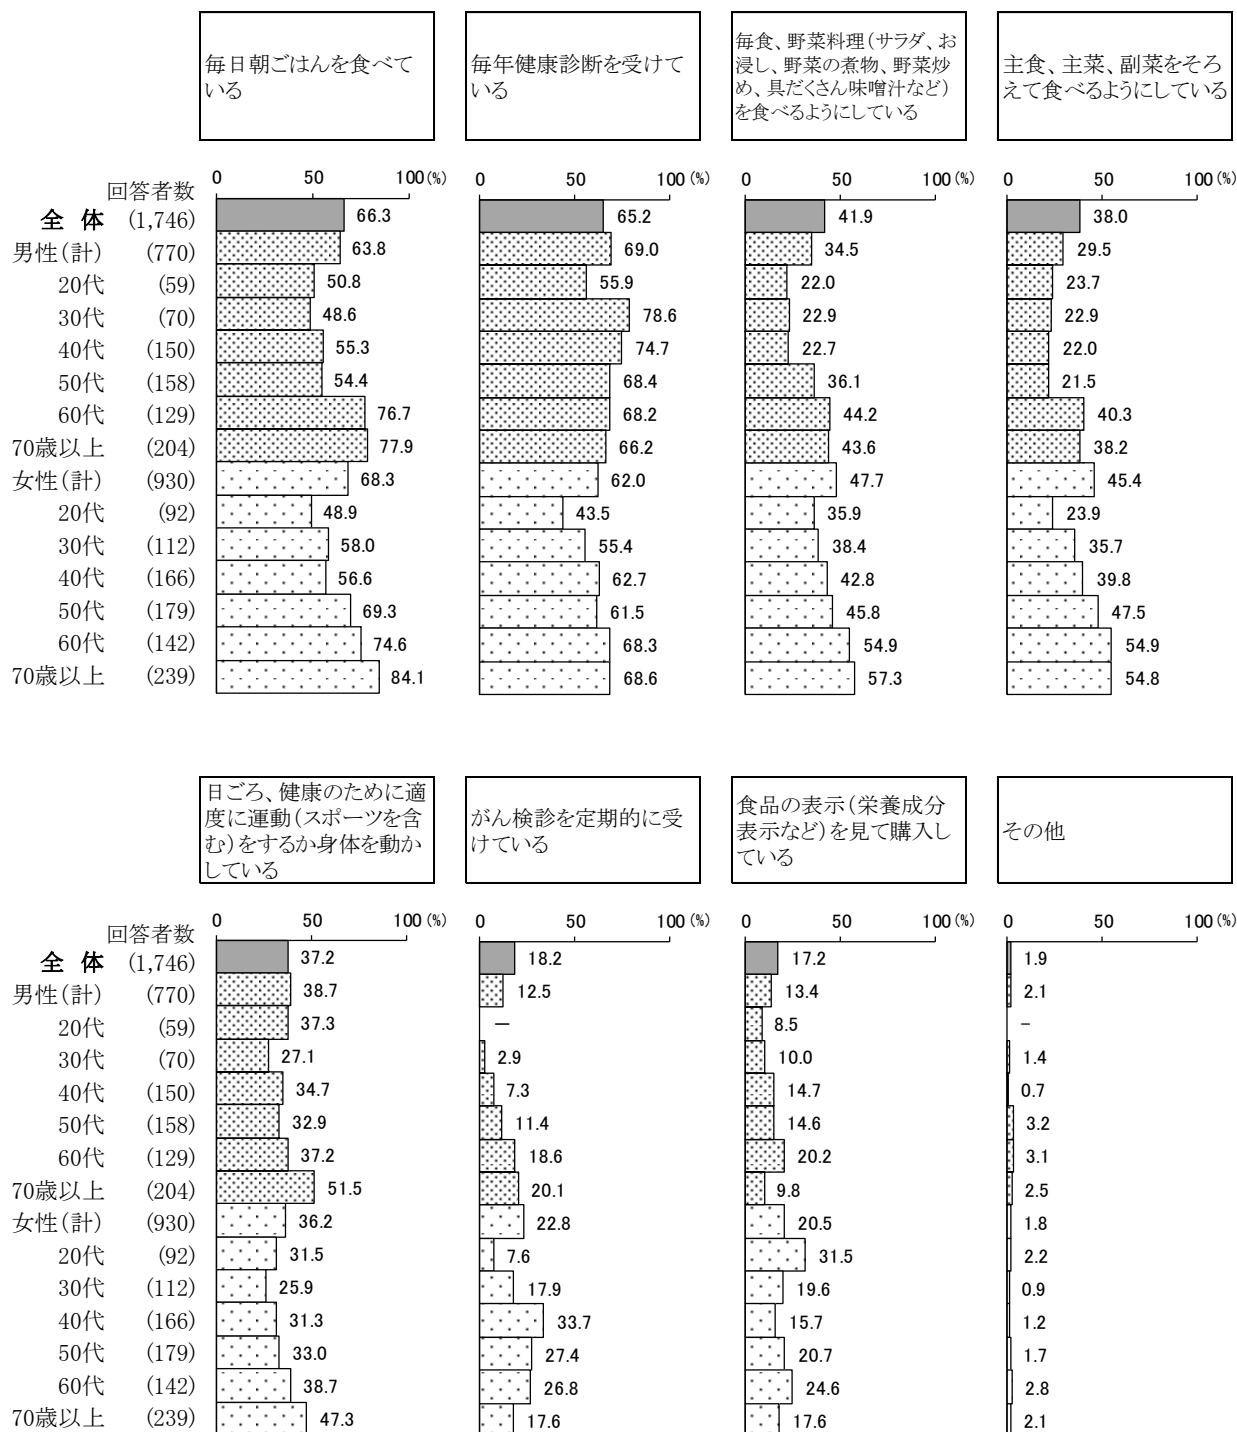 毎日朝ごはんを食べて
いる
毎年健康診断を受けて
いる
毎食、野菜料理(サラダ、お
浸し、野菜の煮物、野菜炒
め、具だくさん味噌汁など)
を食べるようにしている
主食、主菜、副菜をそろ
えて食べるようにしている
0 50 100(%) 0 50 100(%) 0 50 100(%) 0 50 100(%)
回答者数
全 体 (1,746) 66.3 65.2 41.9 38.0
男性(計) (770) 63.8 69.0 34.5 29.5
20代 (59) 50.8 55.9 22.0 23.7
30代 (70) 48.6 78.6 22.9 22.9
40代 (150) 55.3 74.7 22.7 22.0
50代 (158) 54.4 68.4 36.1 21.5
60代 (129) 76.7 68.2 44.2 40.3
70歳以上 (204) 77.9 66.2 43.6 38.2
女性(計) (930) 68.3 62.0 47.7 45.4
20代 (92) 48.9 43.5 35.9 23.9
30代 (112) 58.0 55.4 38.4 35.7
40代 (166) 56.6 62.7 42.8 39.8
50代 (179) 69.3 61.5 45.8 47.5
60代 (142) 74.6 68.3 54.9 54.9
70歳以上 (239) 84.1 68.6 57.3 54.8
日ごろ、健康のために適
度に運動(スポーツを含
む)をするか身体を動か
している
がん検診を定期的に受
けている
食品の表示(栄養成分
表示など)を見て購入し
ている
その他
0 50 100(%) 0 50 100(%) 0 50 100(%) 0 50 100(%)
回答者数
全 体 (1,746) 37.2 18.2 17.2 1.9
男性(計) (770) 38.7 12.5 13.4 2.1
20代 (59) 37.3 － 8.5 -
30代 (70) 27.1 2.9 10.0 1.4
40代 (150) 34.7 7.3 14.7 0.7
50代 (158) 32.9 11.4 14.6 3.2
60代 (129) 37.2 18.6 20.2 3.1
70歳以上 (204) 51.5 20.1 9.8 2.5
女性(計) (930) 36.2 22.8 20.5 1.8
20代 (92) 31.5 7.6 31.5 2.2
30代 (112) 25.9 17.9 19.6 0.9
40代 (166) 31.3 33.7 15.7 1.2
50代 (179) 33.0 27.4 20.7 1.7
60代 (142) 38.7 26.8 24.6 2.8
70歳以上 (239) 47.3 17.6 17.6 2.1